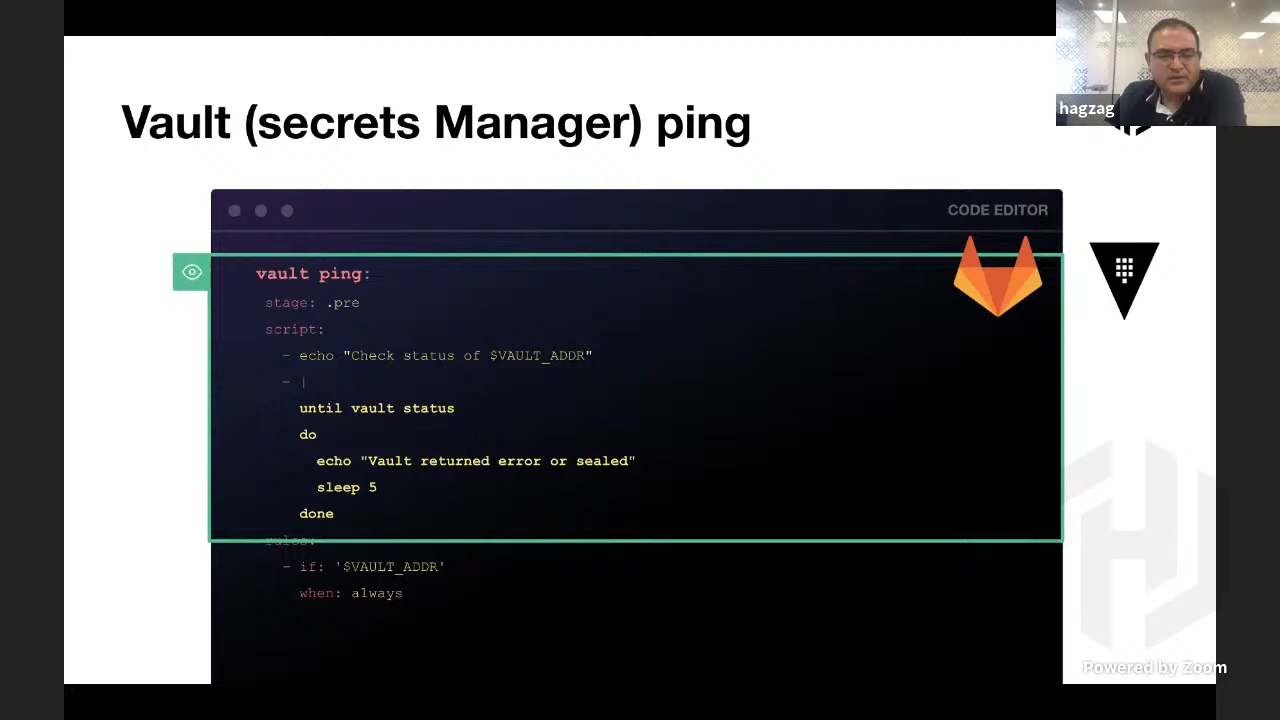 Vault (secrets Manager) ping
hagzag
CODE EDITOR
vault ping:
stage: .pre
script:
- echo "Check status of $VAULT_ADDR"
- |
until vault status
do
echo "Vault returned error or sealed"
sleep 5
done
rules:
- if: '$VAULT_ADDR'
when: always
Powered by Zoom